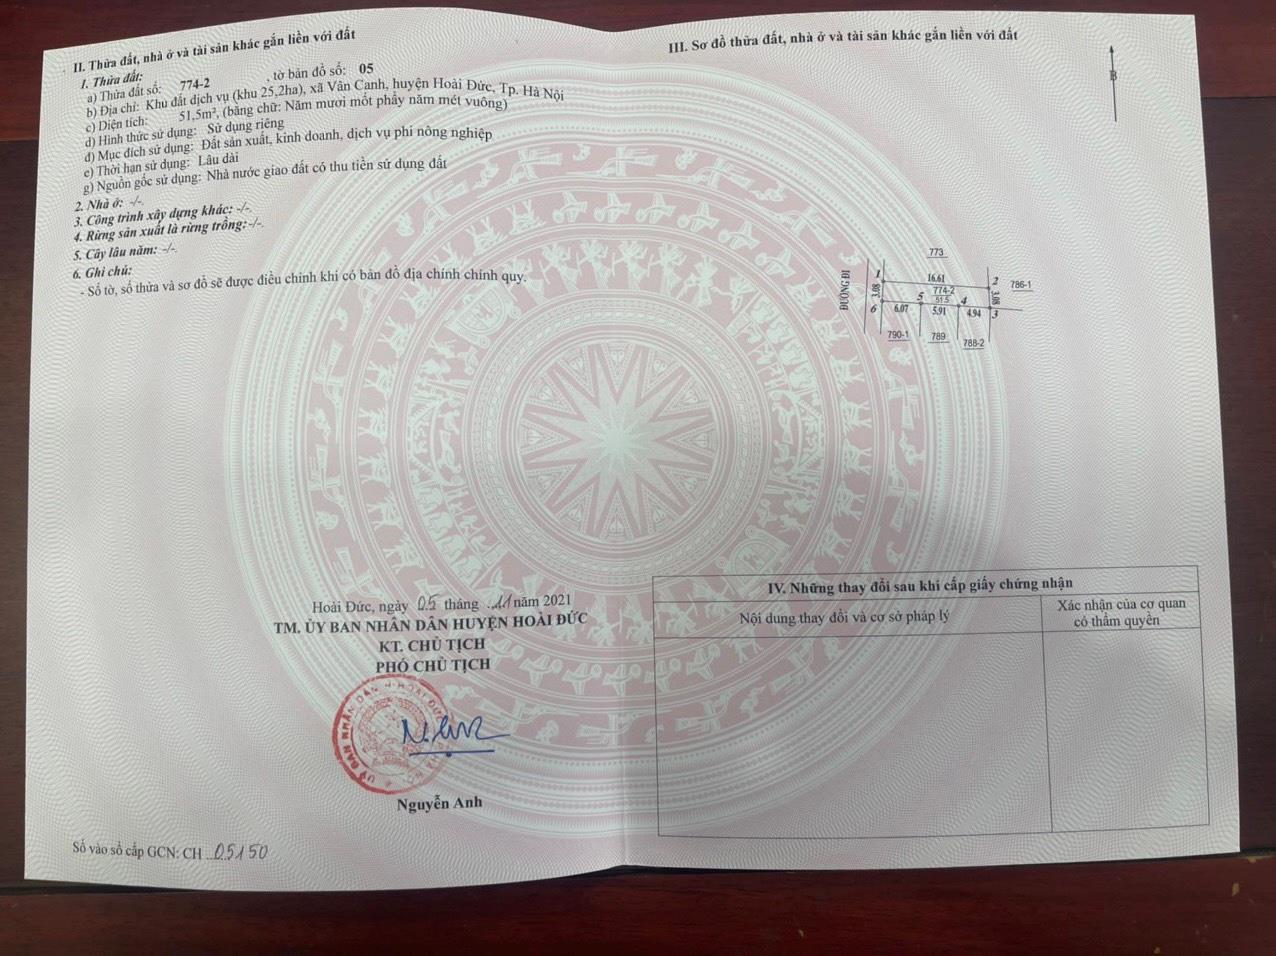 II. Thửa đất, nhà ở và tài sản khác gắn liền với đất
1. Thửa đất:
a) Thửa đất số: 774-2 , tờ bản đồ số: 05
b) Địa chỉ: Khu đất dịch vụ (khu 25,2ha), xã Vân Canh, huyện Hoài Đức, Tp. Hà Nội
c) Diện tích: 51,5m², (bằng chữ: Năm mươi mốt phẩy năm mét vuông)
d) Hình thức sử dụng: Sử dụng riêng
đ) Mục đích sử dụng: Đất sản xuất, kinh doanh, dịch vụ phi nông nghiệp
e) Thời hạn sử dụng: Lâu dài
g) Nguồn gốc sử dụng: Nhà nước giao đất có thu tiền sử dụng đất
2. Nhà ở: -/-.
3. Công trình xây dựng khác: -/-.
4. Rừng sản xuất là rừng trồng: -/-.
5. Cây lâu năm: -/-.
6. Ghi chú:
- Số tờ, số thửa và sơ đồ sẽ được điều chỉnh khi có bản đồ địa chính chính quy.
Hoài Đức, ngày 05 tháng 11 năm 2021
TM. ỦY BAN NHÂN DÂN HUYỆN HOÀI ĐỨC
KT. CHỦ TỊCH
PHÓ CHỦ TỊCH
Nguyễn Anh
Số vào sổ cấp GCN: CH 05150
III. Sơ đồ thửa đất, nhà ở và tài sản khác gắn liền với đất
B
773
1 16.61 2
786-1
ĐƯỜNG ĐI
3.08
774-2
51.5
3.08
6 5 4 3
6.07 5.91 4.94
790-1 789 788-2
IV. Những thay đổi sau khi cấp giấy chứng nhận
Nội dung thay đổi và cơ sở pháp lý
Xác nhận của cơ quan
có thẩm quyền